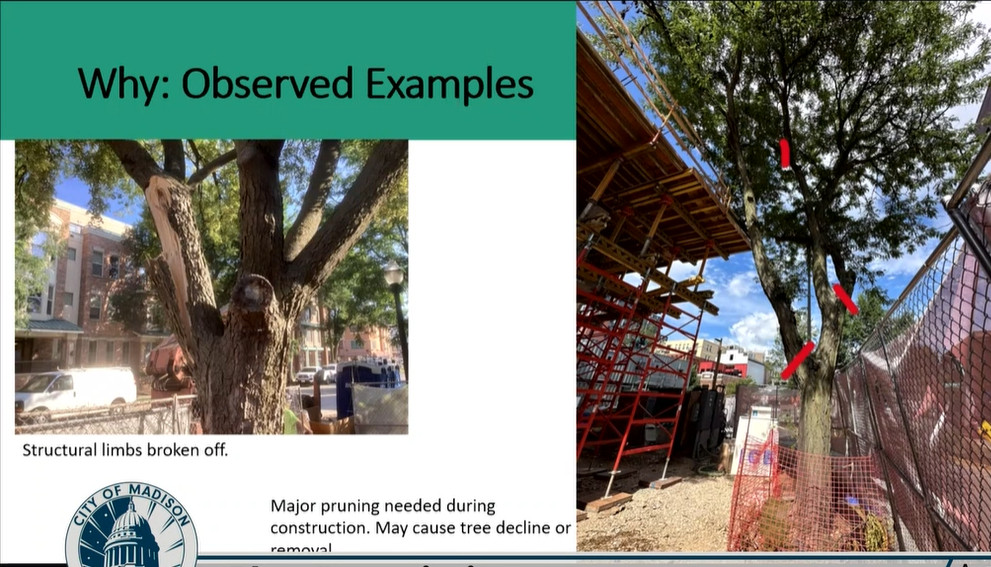 Why: Observed Examples
Structural limbs broken off.
CITY OF MADISON
Major pruning needed during
construction. May cause tree decline or
removal